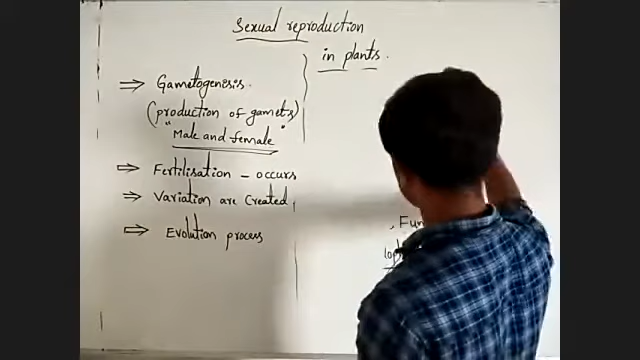 Sexual reproduction
in plants.
⇒ Gametogenesis.
(production of gamets)
"Male and female"
⇒ Fertilisation - occurs
⇒ Variation are created,
⇒ Evolution process